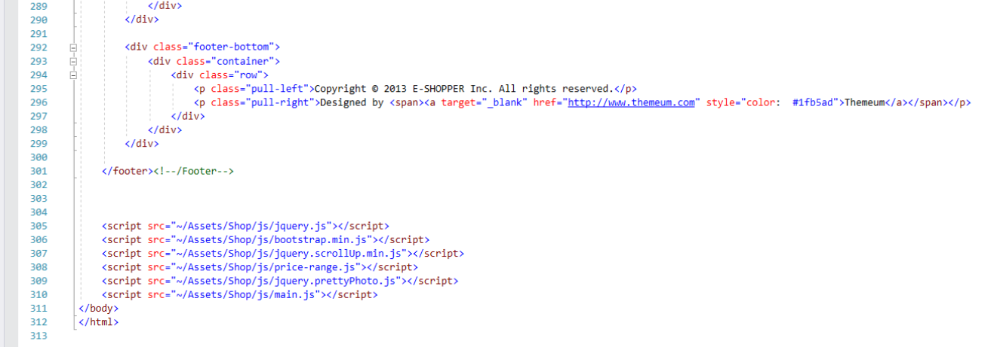 289 </div>
290 </div>
291
292 <div class="footer-bottom">
293 <div class="container">
294 <div class="row">
295 <p class="pull-left">Copyright © 2013 E-SHOPPER Inc. All rights reserved.</p>
296 <p class="pull-right">Designed by <span><a target="_blank" href="http://www.themeum.com" style="color:  #1fb5ad">Themeum</a></span></p>
297 </div>
298 </div>
299 </div>
300
301 </footer><!--/Footer-->
302
303
304
305 <script src="~/Assets/Shop/js/jquery.js"></script>
306 <script src="~/Assets/Shop/js/bootstrap.min.js"></script>
307 <script src="~/Assets/Shop/js/jquery.scrollUp.min.js"></script>
308 <script src="~/Assets/Shop/js/price-range.js"></script>
309 <script src="~/Assets/Shop/js/jquery.prettyPhoto.js"></script>
310 <script src="~/Assets/Shop/js/main.js"></script>
311 </body>
312 </html>
313